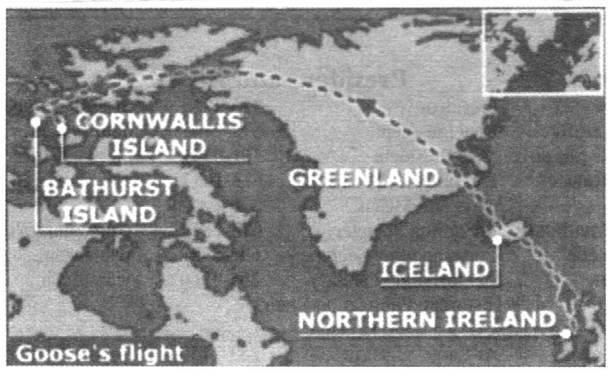 CORNWALLIS
ISLAND
BATHURST
ISLAND
GREENLAND
ICELAND
NORTHERN IRELAND
Goose's flight